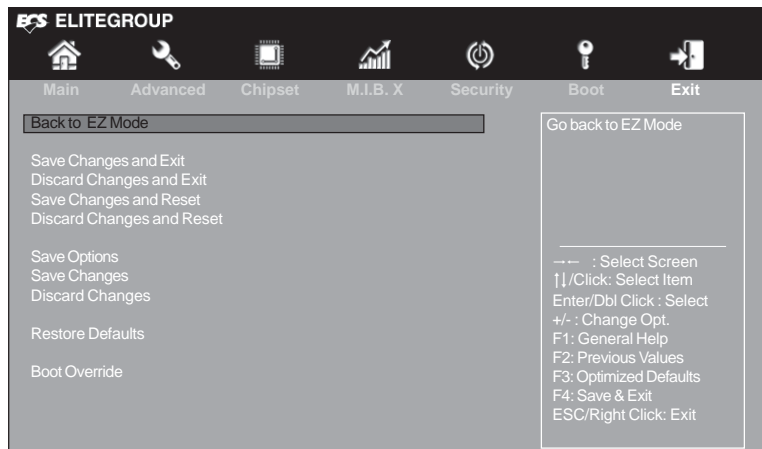 ECS ELITEGROUP
Main Advanced Chipset M.I.B. X Security Boot Exit
Back to EZ Mode
Save Changes and Exit
Discard Changes and Exit
Save Changes and Reset
Discard Changes and Reset
Save Options
Save Changes
Discard Changes
Restore Defaults
Boot Override
Go back to EZ Mode
→← : Select Screen
↑↓/Click: Select Item
Enter/Dbl Click : Select
+/- : Change Opt.
F1: General Help
F2: Previous Values
F3: Optimized Defaults
F4: Save & Exit
ESC/Right Click: Exit